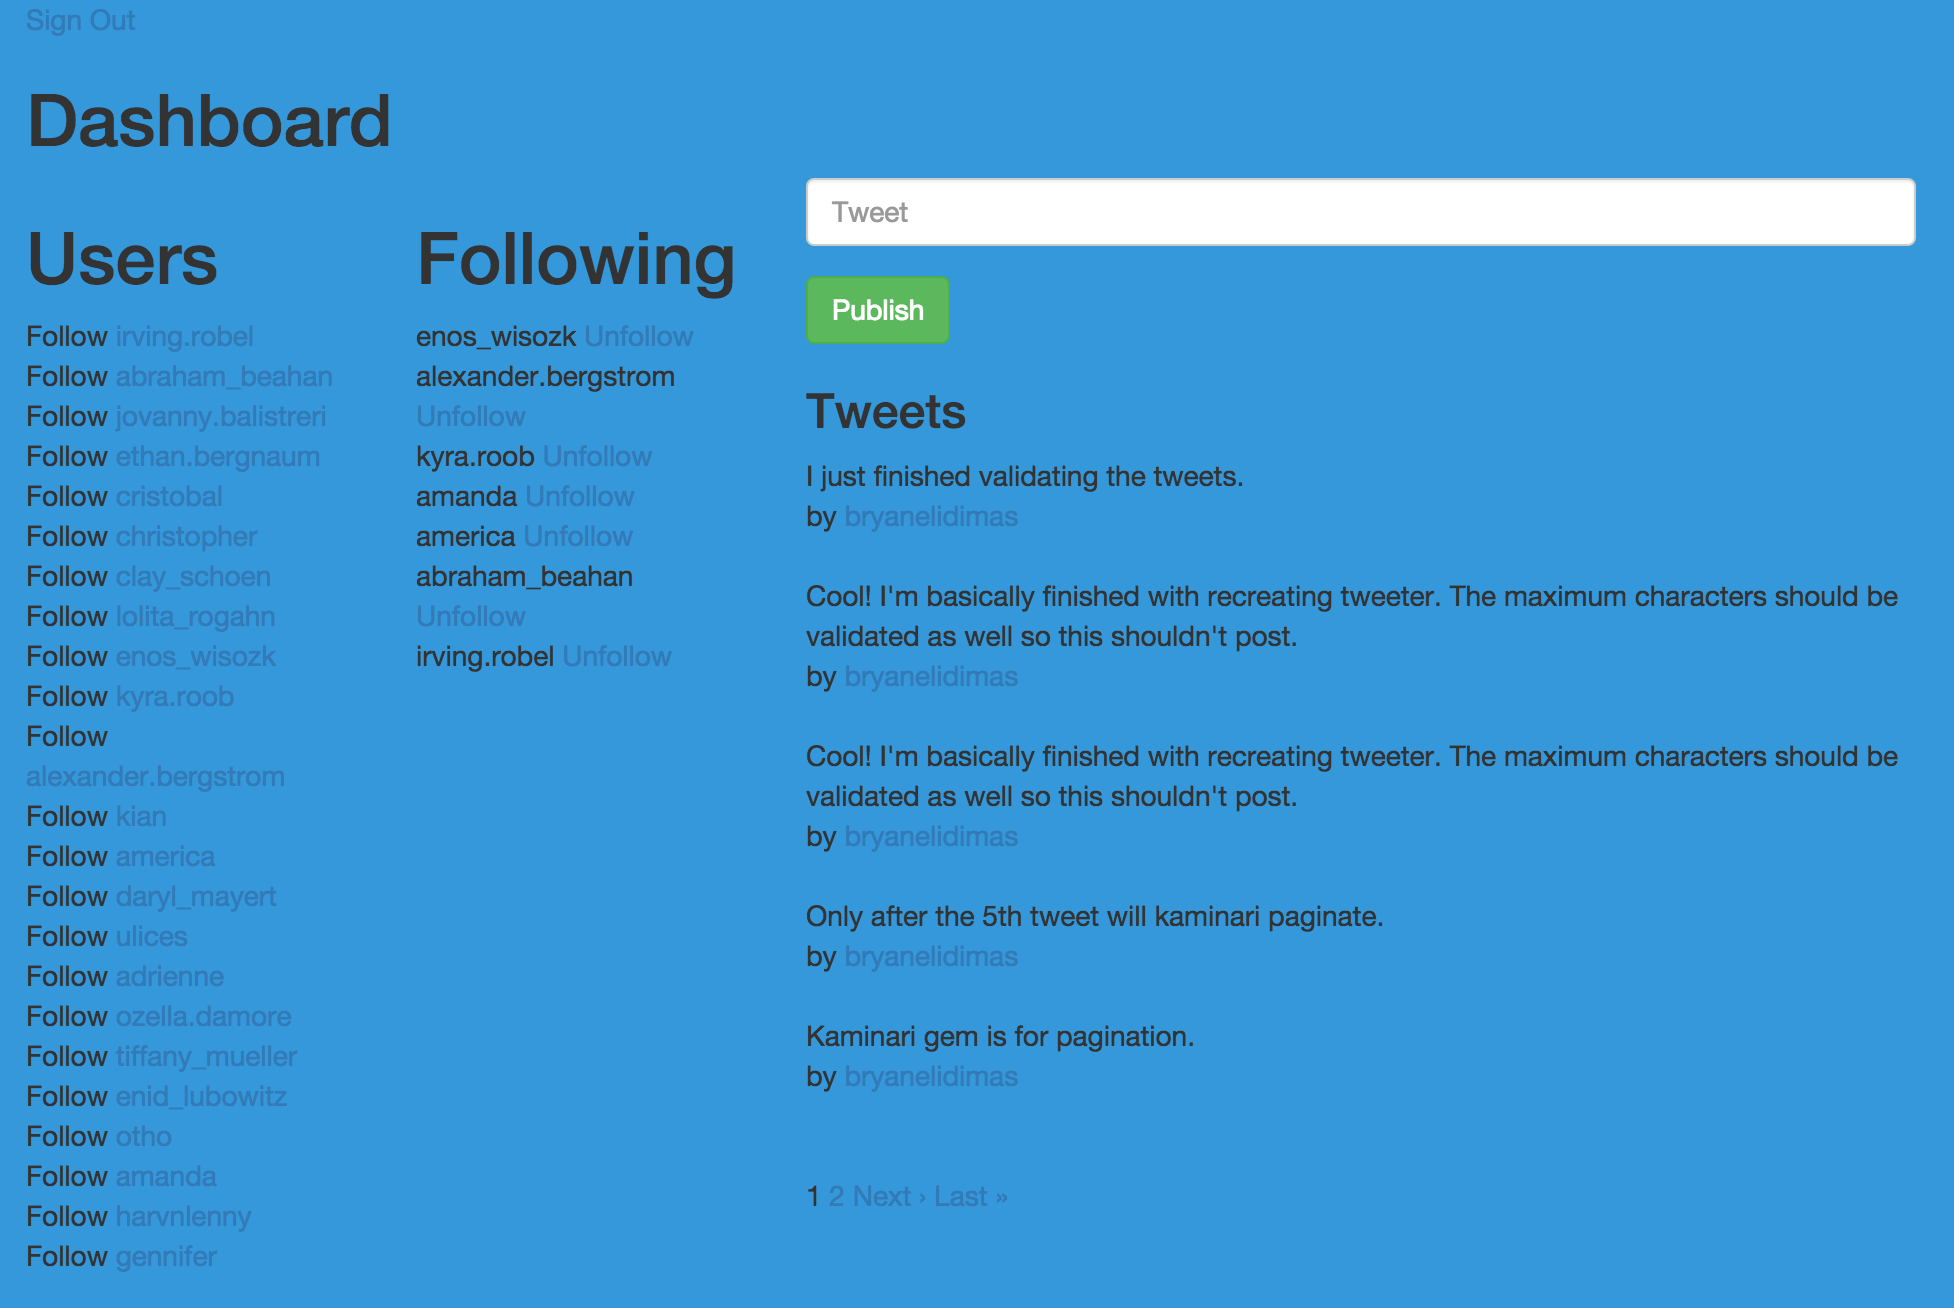 Sign Out
Dashboard
Users
Follow irving.robel
Follow abraham_beahan
Follow jovanny.balistreri
Follow ethan.bergnaum
Follow cristobal
Follow christopher
Follow clay_schoen
Follow lolita_rogahn
Follow enos_wisozk
Follow kyra.roob
Follow
alexander.bergstrom
Follow kian
Follow america
Follow daryl_mayert
Follow ulices
Follow adrienne
Follow ozella.damore
Follow tiffany_mueller
Follow enid_lubowitz
Follow otho
Follow amanda
Follow harvnlenny
Follow gennifer
Following
enos_wisozk Unfollow
alexander.bergstrom
Unfollow
kyra.roob Unfollow
amanda Unfollow
america Unfollow
abraham_beahan
Unfollow
irving.robel Unfollow
Tweet
Publish
Tweets
I just finished validating the tweets.
by bryanelidimas
Cool! I'm basically finished with recreating tweeter. The maximum characters should be
validated as well so this shouldn't post.
by bryanelidimas
Cool! I'm basically finished with recreating tweeter. The maximum characters should be
validated as well so this shouldn't post.
by bryanelidimas
Only after the 5th tweet will kaminari paginate.
by bryanelidimas
Kaminari gem is for pagination.
by bryanelidimas
1 2 Next › Last »